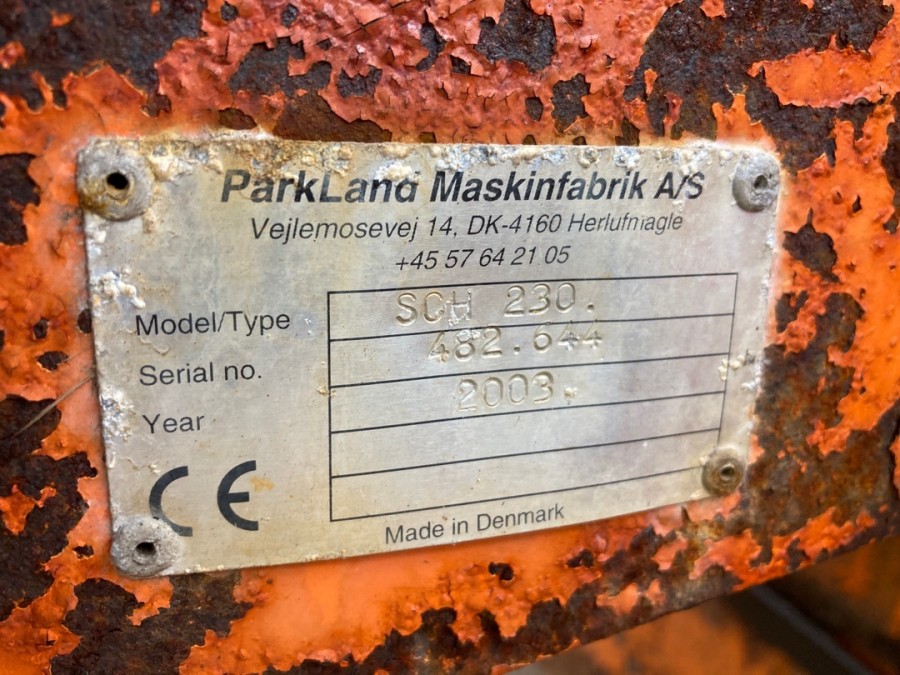 ParkLand Maskinfabrik A/S
Vejlemosevej 14, DK-4160 Herlufmagle
+45 57 64 21 05
Model/Type SCH 230.
Serial no. 482.644
Year 2003.
CE
Made in Denmark